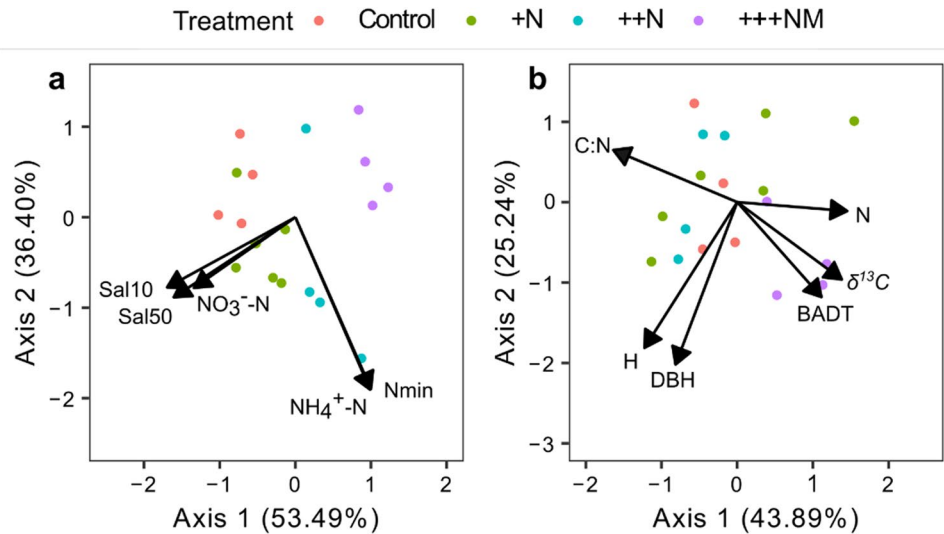 Treatment Control +N ++N +++NM
a
Axis 2 (36.40%)
1
0
−1
−2
Sal10
Sal50
NO3−-N
NH4+-N
Nmin
−2 −1 0 1 2
Axis 1 (53.49%)
b
Axis 2 (25.24%)
1
0
−1
−2
−3
C:N
N
δ13C
BADT
H
DBH
−2 −1 0 1 2
Axis 1 (43.89%)